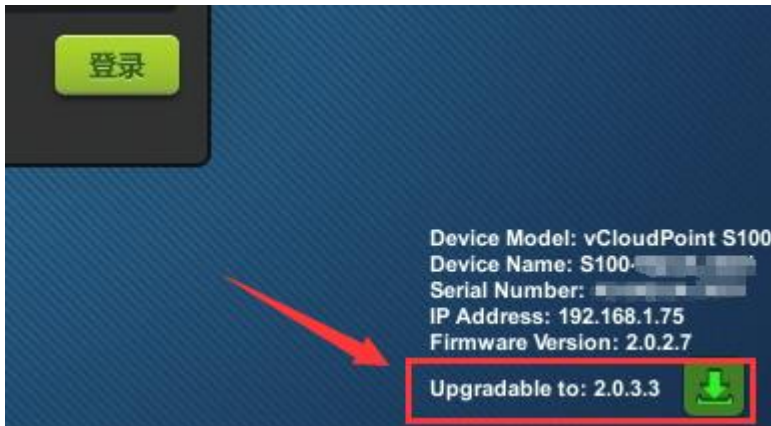 登录
Device Model: vCloudPoint S100
Device Name: S100-
Serial Number:
IP Address: 192.168.1.75
Firmware Version: 2.0.2.7
Upgradable to: 2.0.3.3